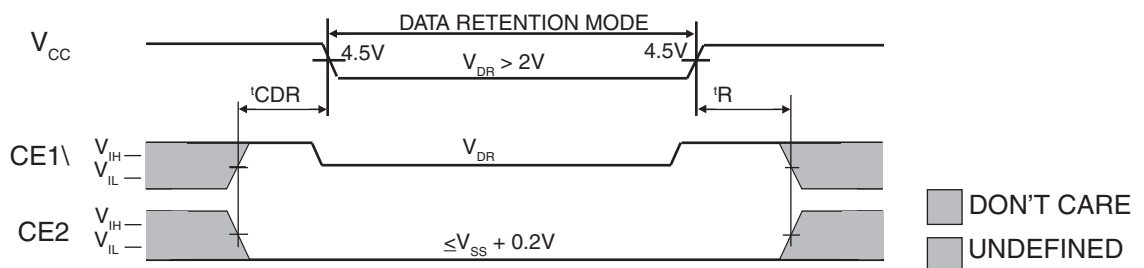 DATA RETENTION MODE
VCC
4.5V
4.5V
VDR > 2V
tCDR
tR
CE1\
VIH
VIL
VDR
CE2
VIH
VIL
≤VSS + 0.2V
DON'T CARE
UNDEFINED